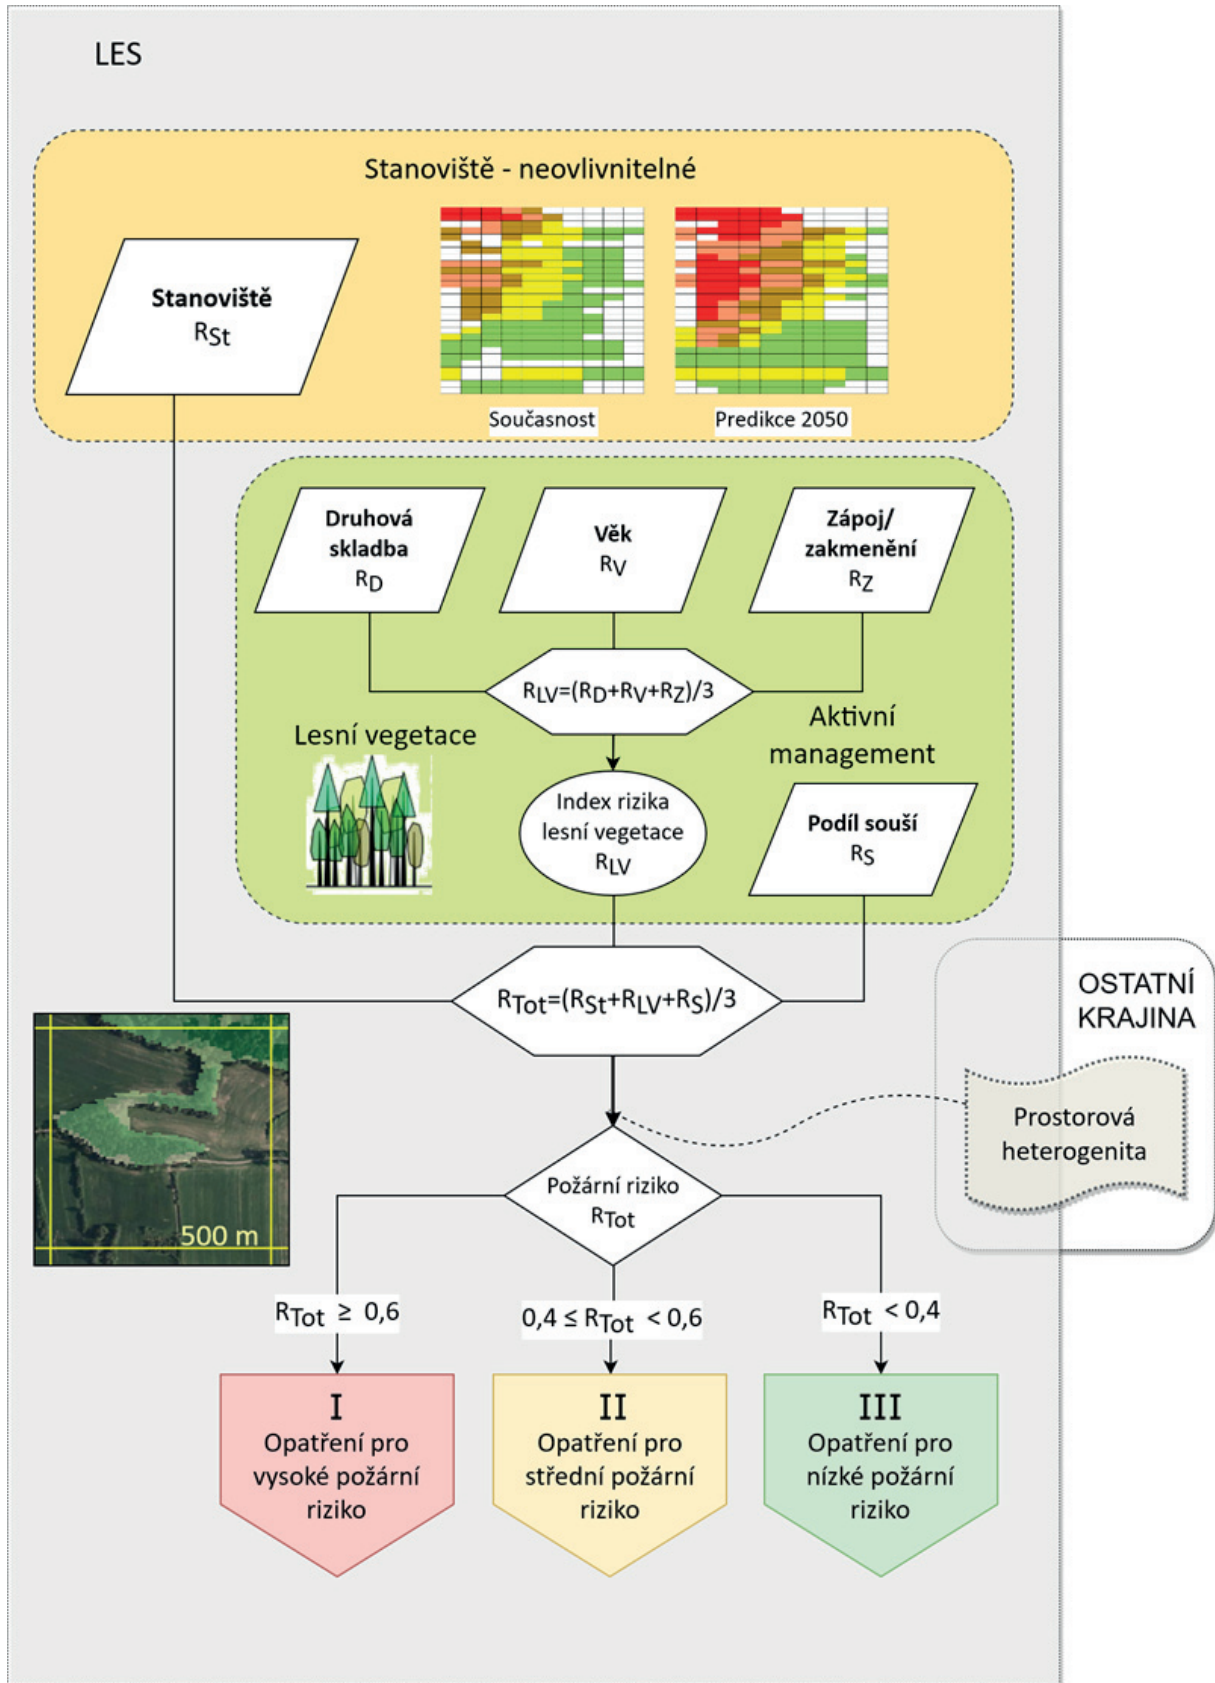 LES
Stanoviště - neovlivnitelné
Stanoviště
RSt
Současnost
Predikce 2050
Druhová
skladba
RD
Věk
RV
Zápoj/
zakmenění
RZ
RLV=(RD+RV+RZ)/3
Lesní vegetace
Aktivní
management
Index rizika
lesní vegetace
RLV
Podíl souší
RS
RTot=(RSt+RLV+RS)/3
OSTATNÍ
KRAJINA
Prostorová
heterogenita
500 m
Požární riziko
RTot
RTot ≥ 0,6
0,4 ≤ RTot < 0,6
RTot < 0,4
I
Opatření pro
vysoké požární
riziko
II
Opatření pro
střední požární
riziko
III
Opatření pro
nízké požární
riziko